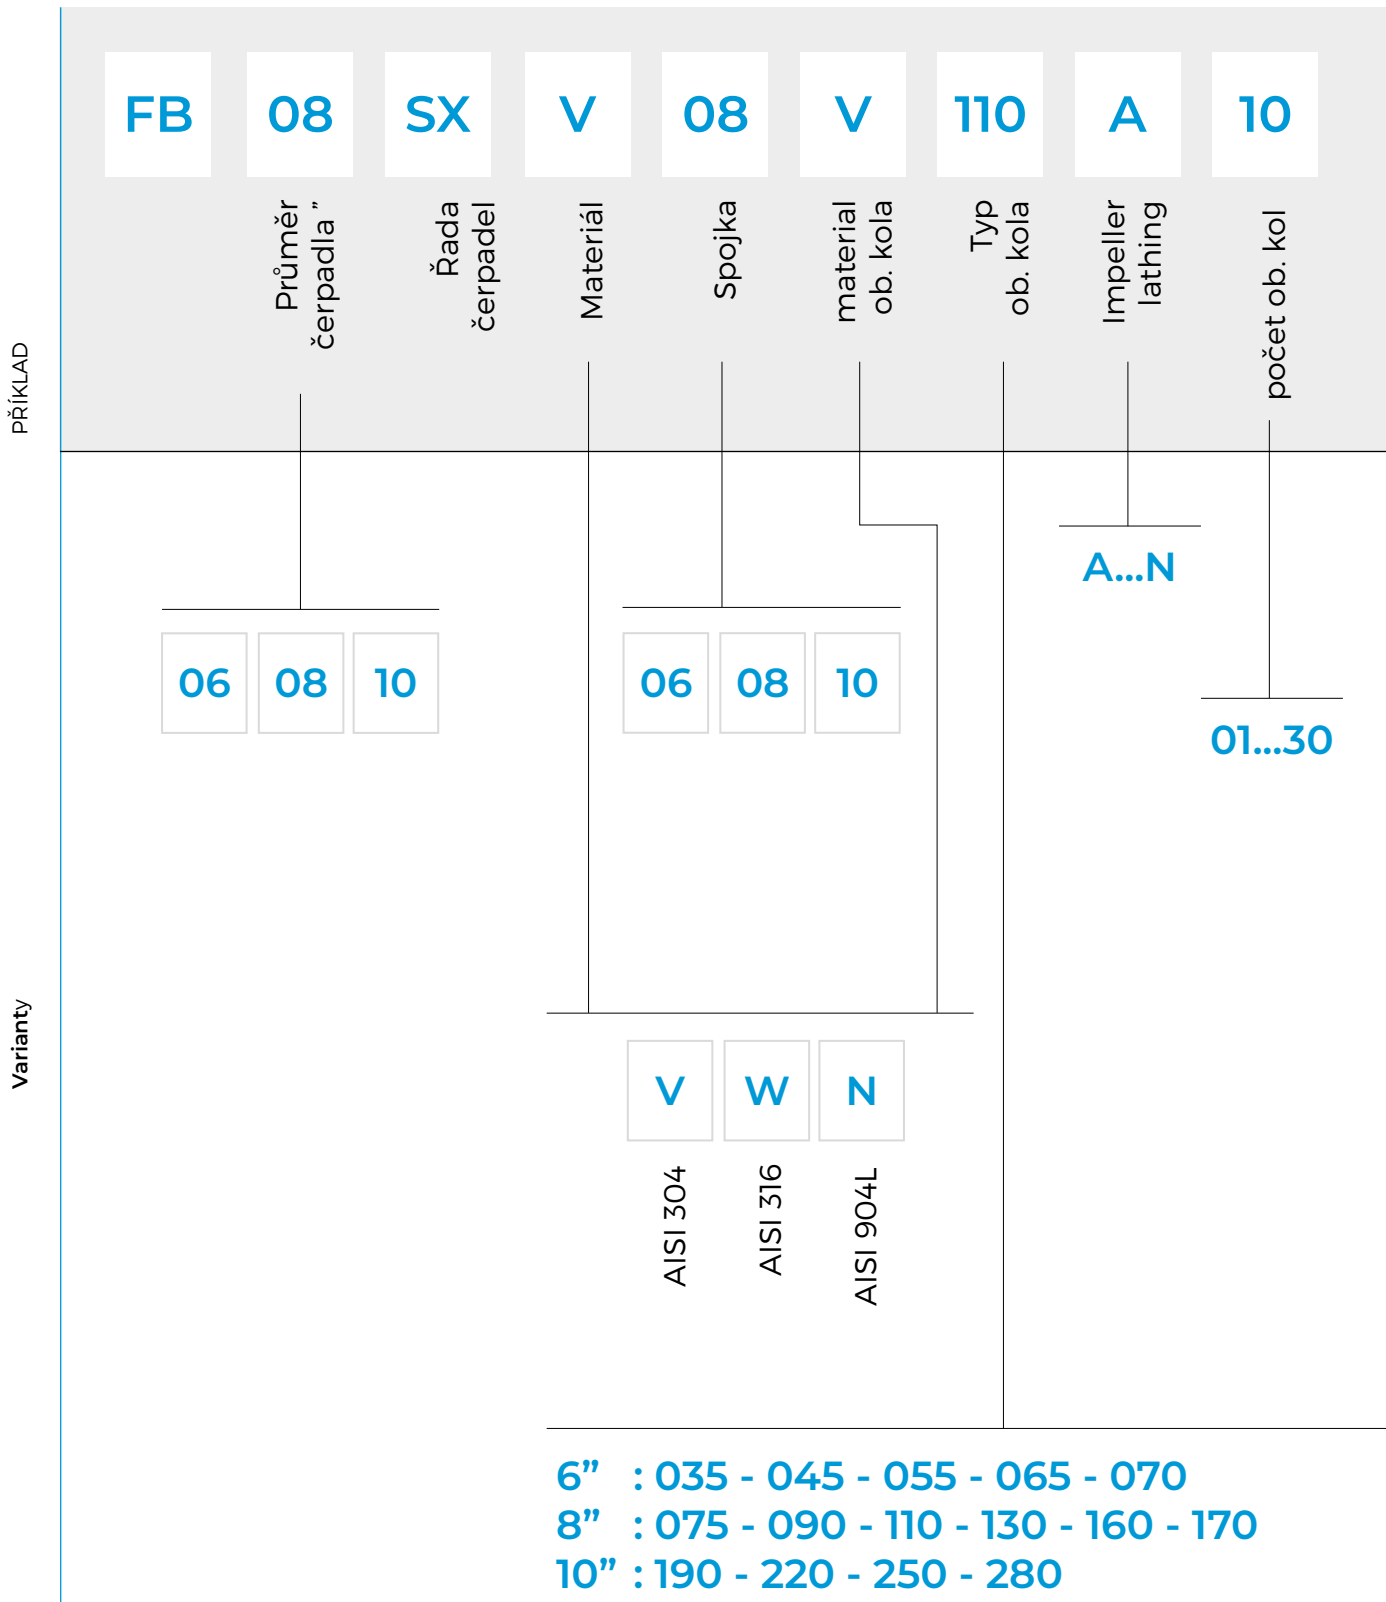 FB 08 SX V 08 V 110 A 10
Průměr
čerpadla ”
Řada
čerpadel
Materiál
Spojka
material
ob. kola
Typ
ob. kola
Impeller
lathing
počet ob. kol
PŘÍKLAD
A...N
06 08 10
06 08 10
01...30
Varianty
V W N
AISI 304
AISI 316
AISI 904L
6” : 035 - 045 - 055 - 065 - 070
8” : 075 - 090 - 110 - 130 - 160 - 170
10” : 190 - 220 - 250 - 280